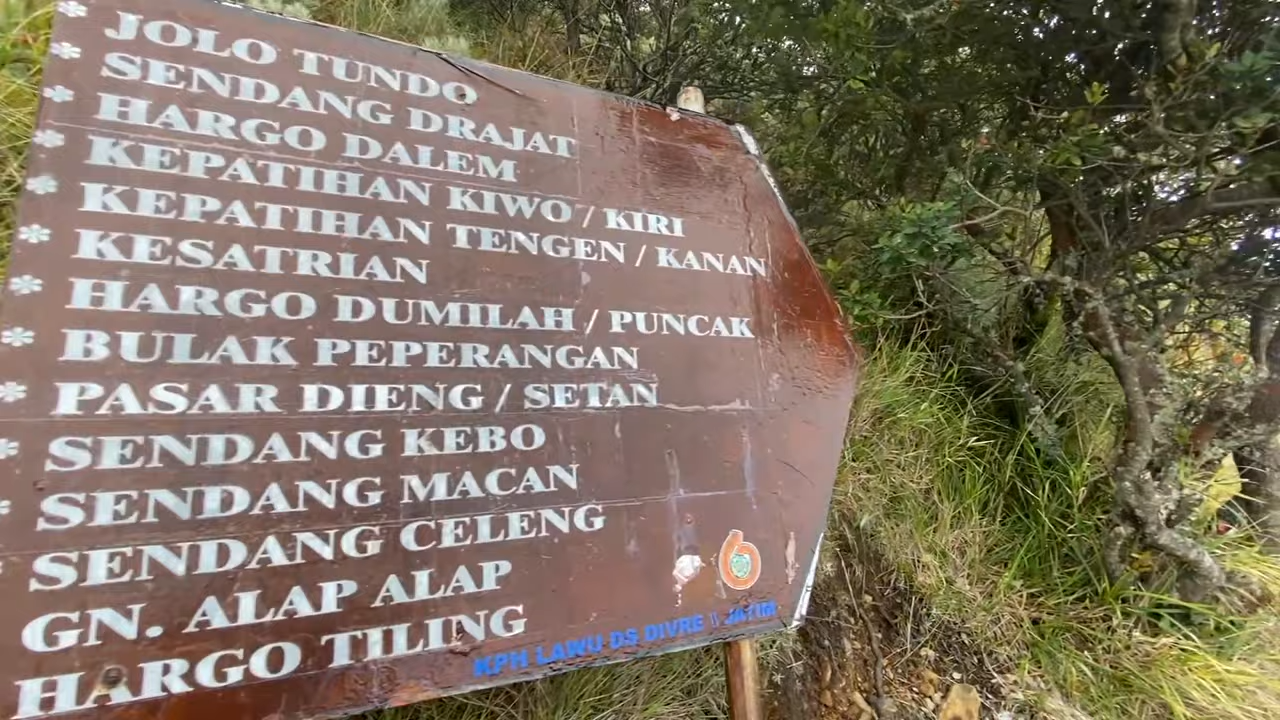 JOLO TUNDO
SENDANG DRAJAT
HARGO DALEM
KEPATIHAN KIWO / KIRI
KEPATIHAN TENGEN / KANAN
KESATRIAN
HARGO DUMILAH / PUNCAK
BULAK PEPERANGAN
PASAR DIENG / SETAN
SENDANG KEBO
SENDANG MACAN
SENDANG CELENG
GN. ALAP ALAP
HARGO TILING
KPH LAWU DS DIVRE II JATIM